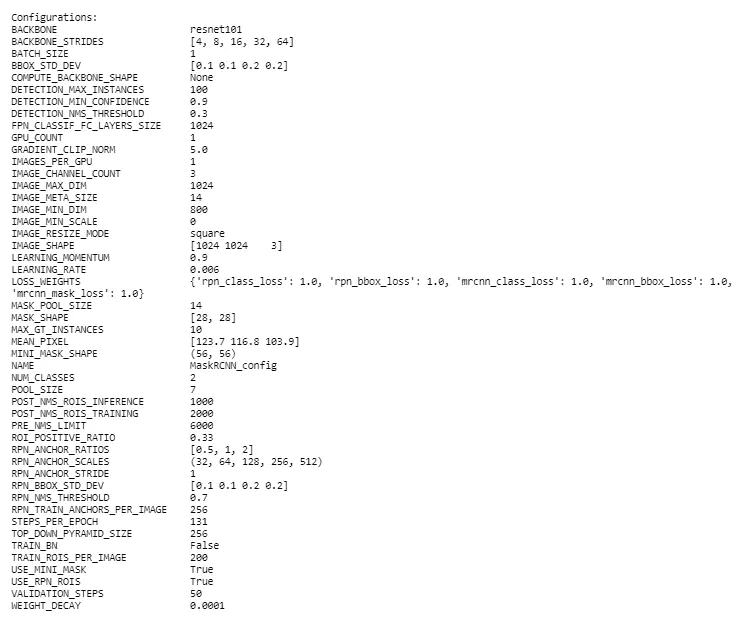 Configurations:
BACKBONE                       resnet101
BACKBONE_STRIDES               [4, 8, 16, 32, 64]
BATCH_SIZE                     1
BBOX_STD_DEV                   [0.1 0.1 0.2 0.2]
COMPUTE_BACKBONE_SHAPE         None
DETECTION_MAX_INSTANCES        100
DETECTION_MIN_CONFIDENCE       0.9
DETECTION_NMS_THRESHOLD        0.3
FPN_CLASSIF_FC_LAYERS_SIZE     1024
GPU_COUNT                      1
GRADIENT_CLIP_NORM             5.0
IMAGES_PER_GPU                 1
IMAGE_CHANNEL_COUNT            3
IMAGE_MAX_DIM                  1024
IMAGE_META_SIZE                14
IMAGE_MIN_DIM                  800
IMAGE_MIN_SCALE                0
IMAGE_RESIZE_MODE              square
IMAGE_SHAPE                    [1024 1024    3]
LEARNING_MOMENTUM              0.9
LEARNING_RATE                  0.006
LOSS_WEIGHTS                   {'rpn_class_loss': 1.0, 'rpn_bbox_loss': 1.0, 'mrcnn_class_loss': 1.0, 'mrcnn_bbox_loss': 1.0,
'mrcnn_mask_loss': 1.0}
MASK_POOL_SIZE                 14
MASK_SHAPE                     [28, 28]
MAX_GT_INSTANCES               10
MEAN_PIXEL                     [123.7 116.8 103.9]
MINI_MASK_SHAPE                (56, 56)
NAME                           MaskRCNN_config
NUM_CLASSES                    2
POOL_SIZE                      7
POST_NMS_ROIS_INFERENCE        1000
POST_NMS_ROIS_TRAINING         2000
PRE_NMS_LIMIT                  6000
ROI_POSITIVE_RATIO             0.33
RPN_ANCHOR_RATIOS              [0.5, 1, 2]
RPN_ANCHOR_SCALES              (32, 64, 128, 256, 512)
RPN_ANCHOR_STRIDE              1
RPN_BBOX_STD_DEV               [0.1 0.1 0.2 0.2]
RPN_NMS_THRESHOLD              0.7
RPN_TRAIN_ANCHORS_PER_IMAGE    256
STEPS_PER_EPOCH                131
TOP_DOWN_PYRAMID_SIZE          256
TRAIN_BN                       False
TRAIN_ROIS_PER_IMAGE           200
USE_MINI_MASK                  True
USE_RPN_ROIS                   True
VALIDATION_STEPS               50
WEIGHT_DECAY                   0.0001